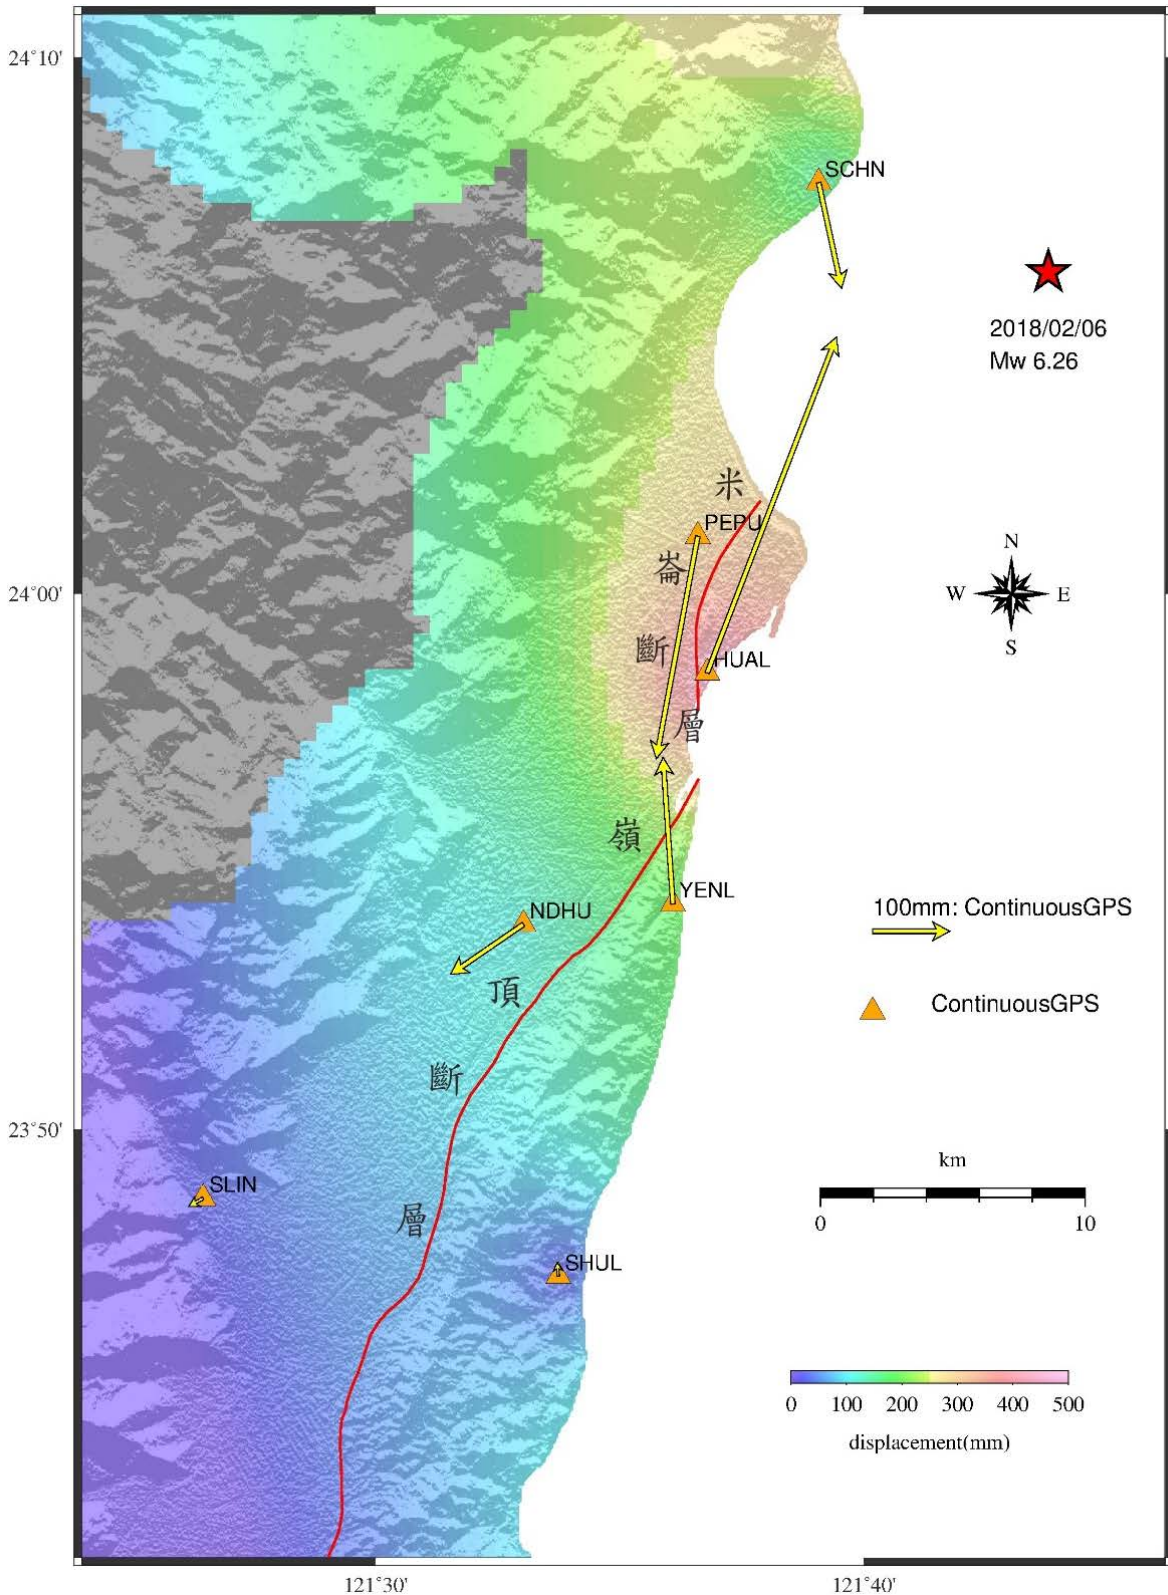 24°10'
SCHN
2018/02/06
Mw 6.26
米
PEPU
崙
N
24°00'
W
E
S
斷
HUAL
層
嶺
YENL
NDHU
100mm: ContinuousGPS
頂
ContinuousGPS
斷
23°50'
km
SLIN
0
10
層
SHUL
0 100 200 300 400 500
displacement(mm)
121°30'
121°40'